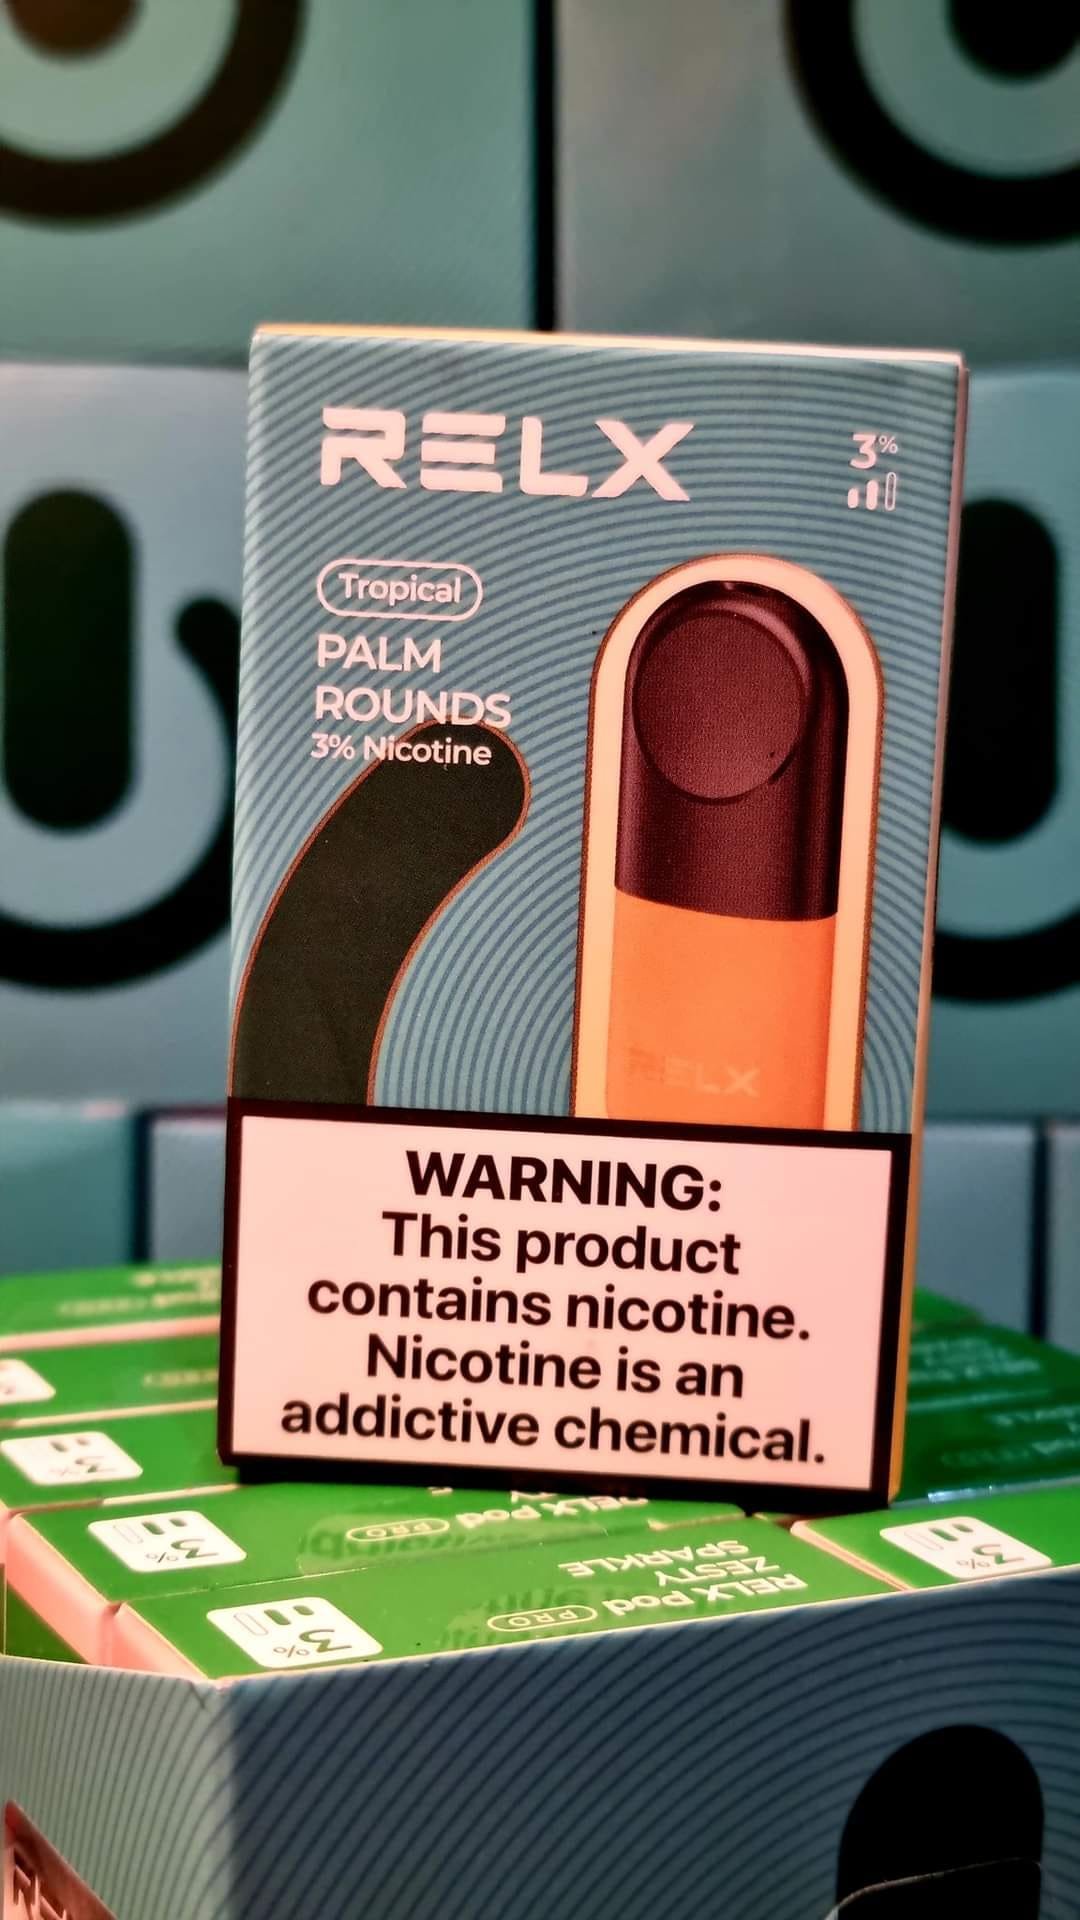 RELX
3%
Tropical
PALM
ROUNDS
3% Nicotine
RELX
WARNING:
This product
contains nicotine.
Nicotine is an
addictive chemical.
3%
3%
RELX Pod
3%
RELX Pod PRO
ZESTY
SPARKLE
3%